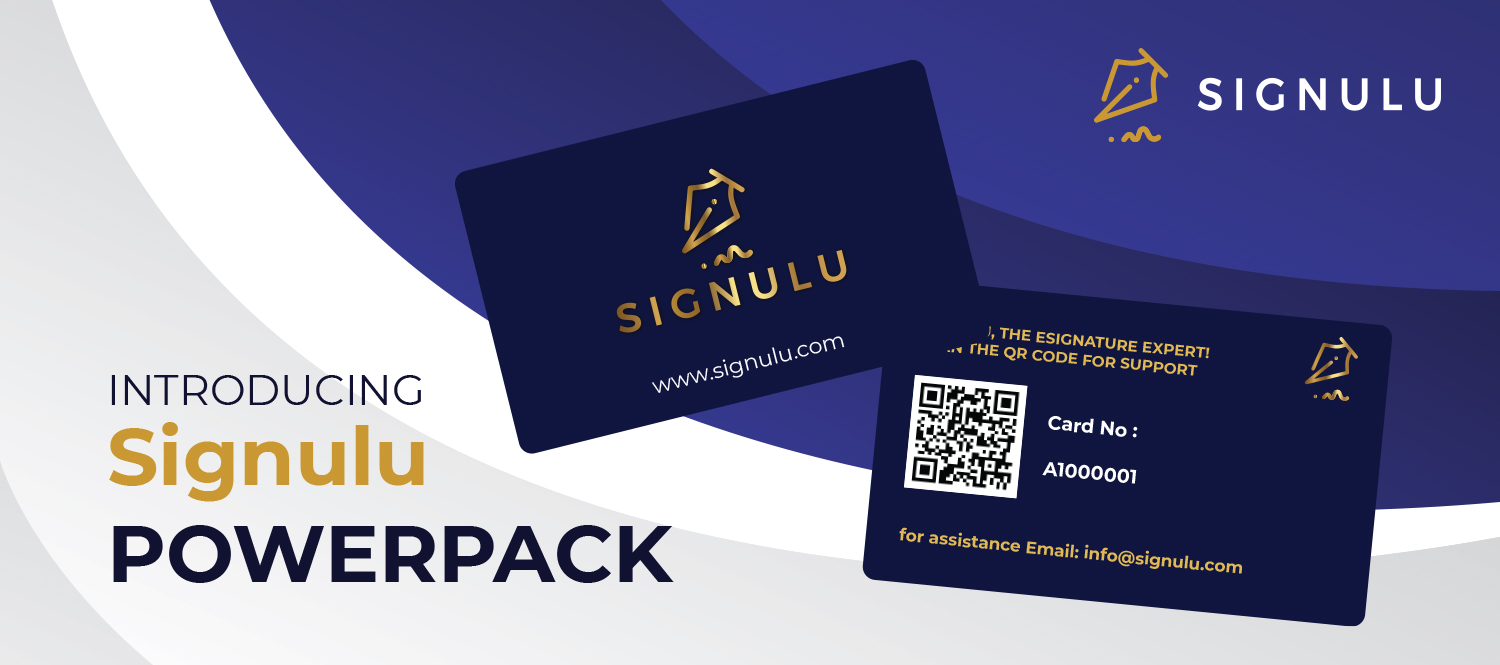 SIGNULU
SIGNULU
www.signulu.com
, THE ESIGNATURE EXPERT!
THE QR CODE FOR SUPPORT
Card No :
A1000001
for assistance Email: info@signulu.com
INTRODUCING
Signulu
POWERPACK